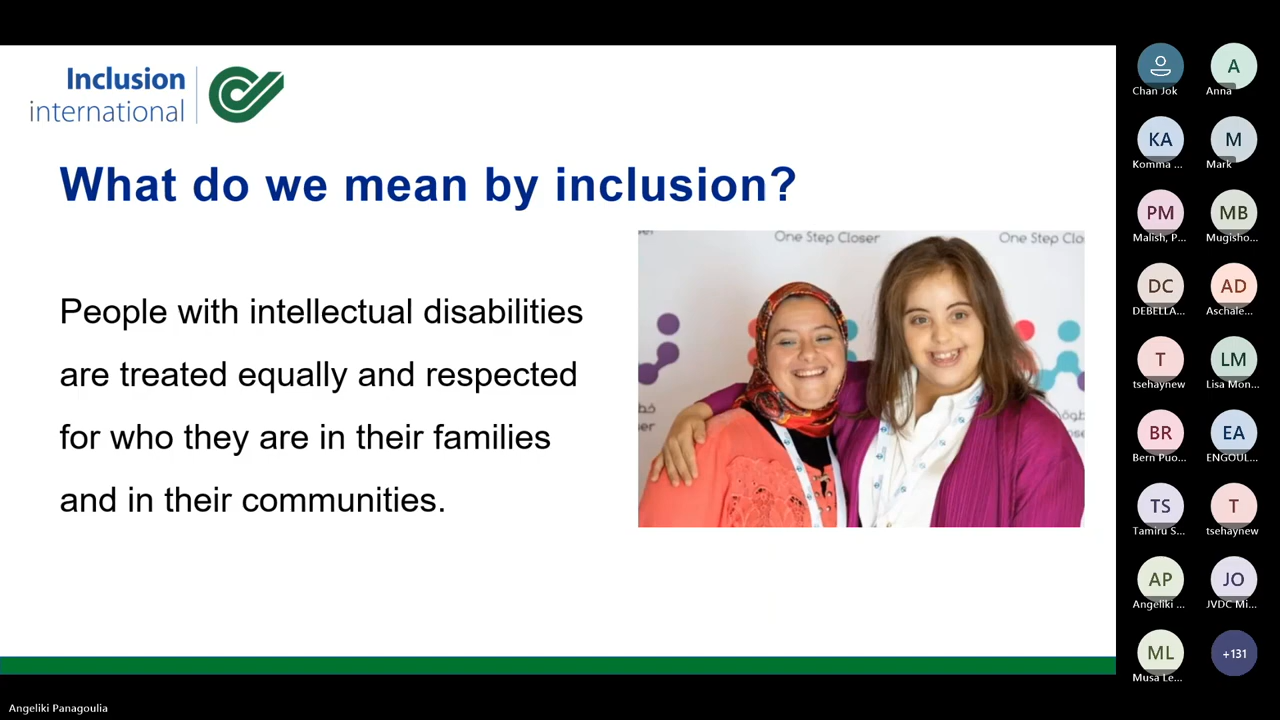 Inclusion
international
What do we mean by inclusion?
People with intellectual disabilities
are treated equally and respected
for who they are in their families
and in their communities.
One Step Closer
One Step Clo
Chan Jok
A
Anna
KA
Komma ...
M
Mark
PM
Malish, P...
MB
Mugisho...
DC
DEBELLA...
AD
Aschale...
T
tsehaynew
LM
Lisa Mon...
BR
Bern Puo...
EA
ENGOUL...
TS
Tamiru S...
T
tsehaynew
AP
Angeliki ...
JO
JVDC Mi...
ML
Musa Le...
+131
Angeliki Panagoulia